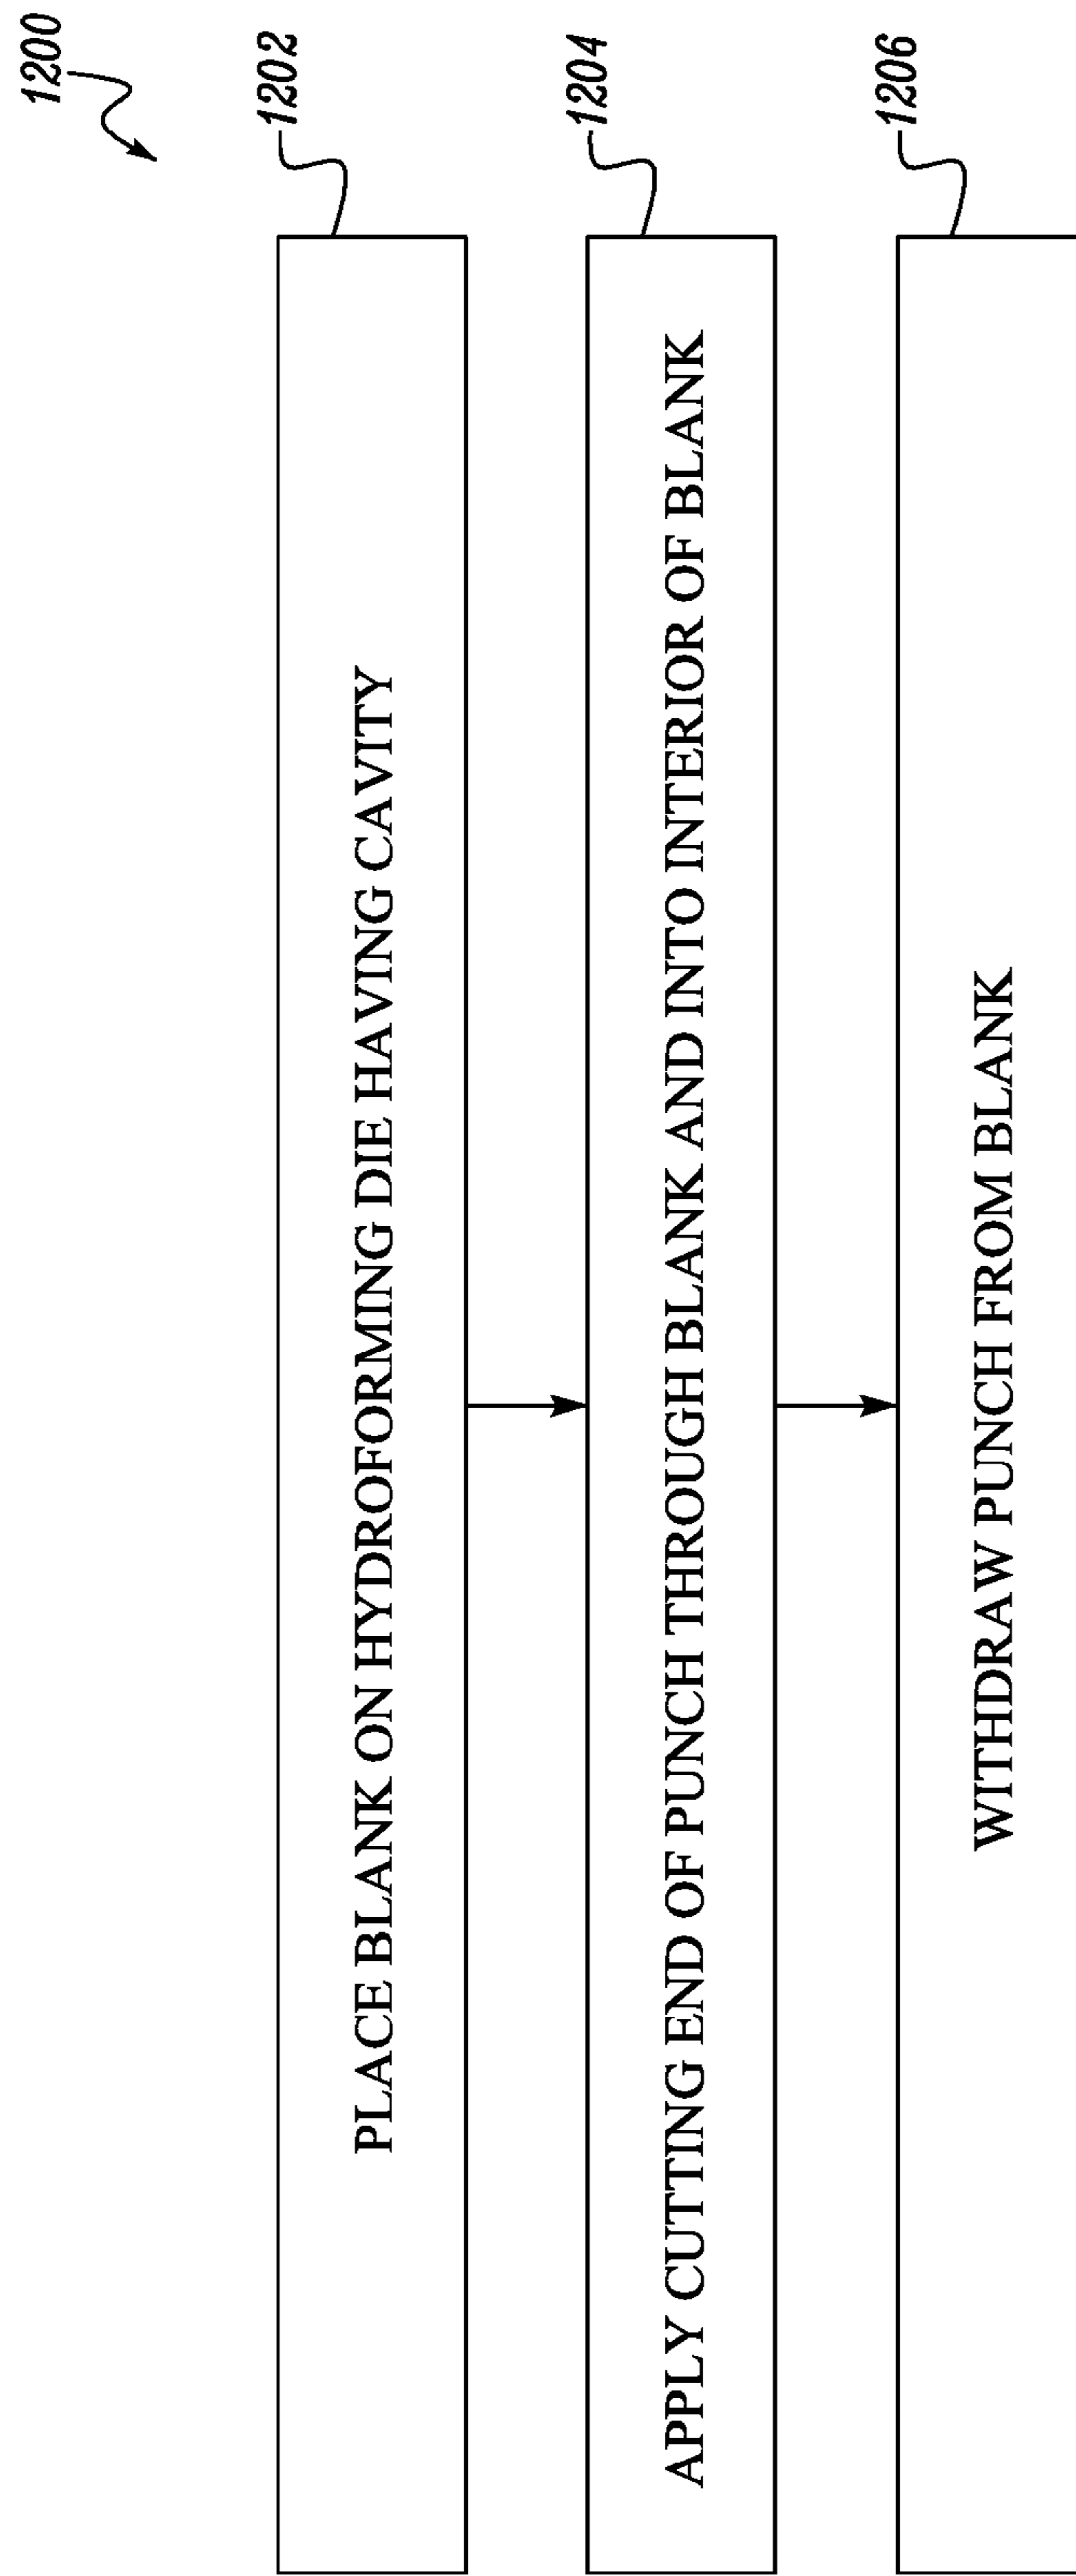 1200
1202
PLACE BLANK ON HYDROFORMING DIE HAVING CAVITY
1204
APPLY CUTTING END OF PUNCH THROUGH BLANK AND INTO INTERIOR OF BLANK
1206
WITHDRAW PUNCH FROM BLANK